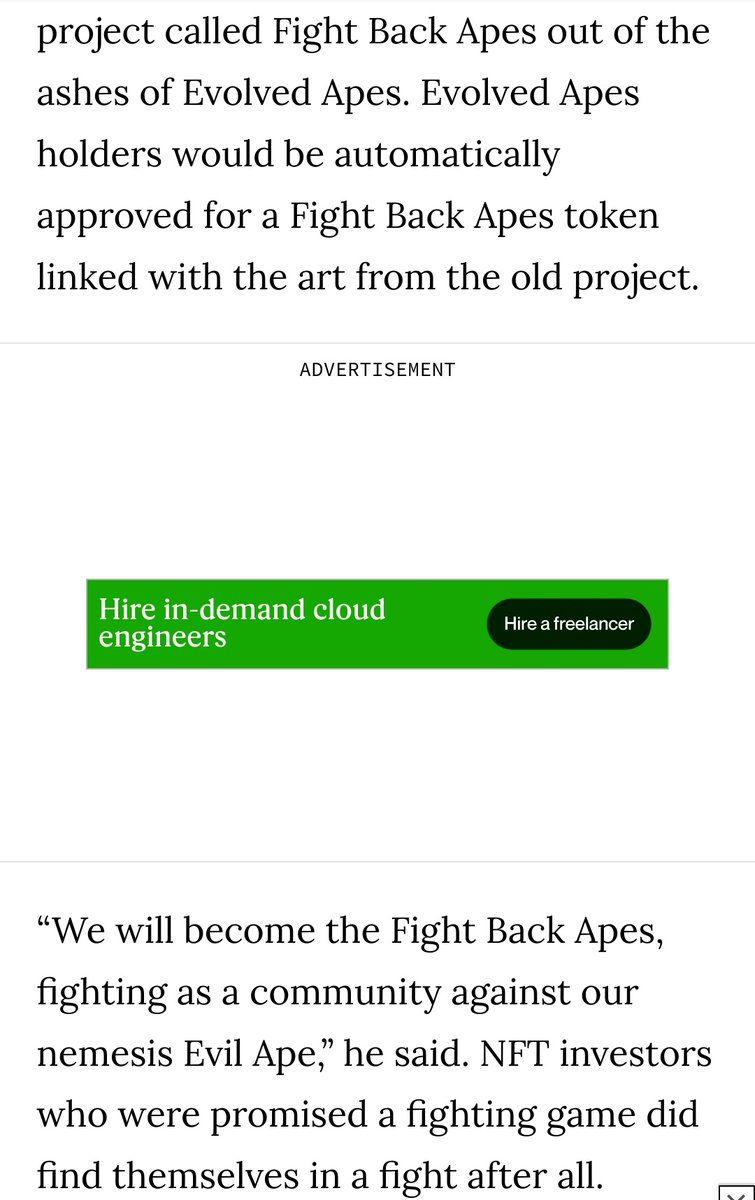 project called Fight Back Apes out of the
ashes of Evolved Apes. Evolved Apes
holders would be automatically
approved for a Fight Back Apes token
linked with the art from the old project.
ADVERTISEMENT
Hire in-demand cloud
engineers
Hire a freelancer
“We will become the Fight Back Apes,
fighting as a community against our
nemesis Evil Ape,” he said. NFT investors
who were promised a fighting game did
find themselves in a fight after all.